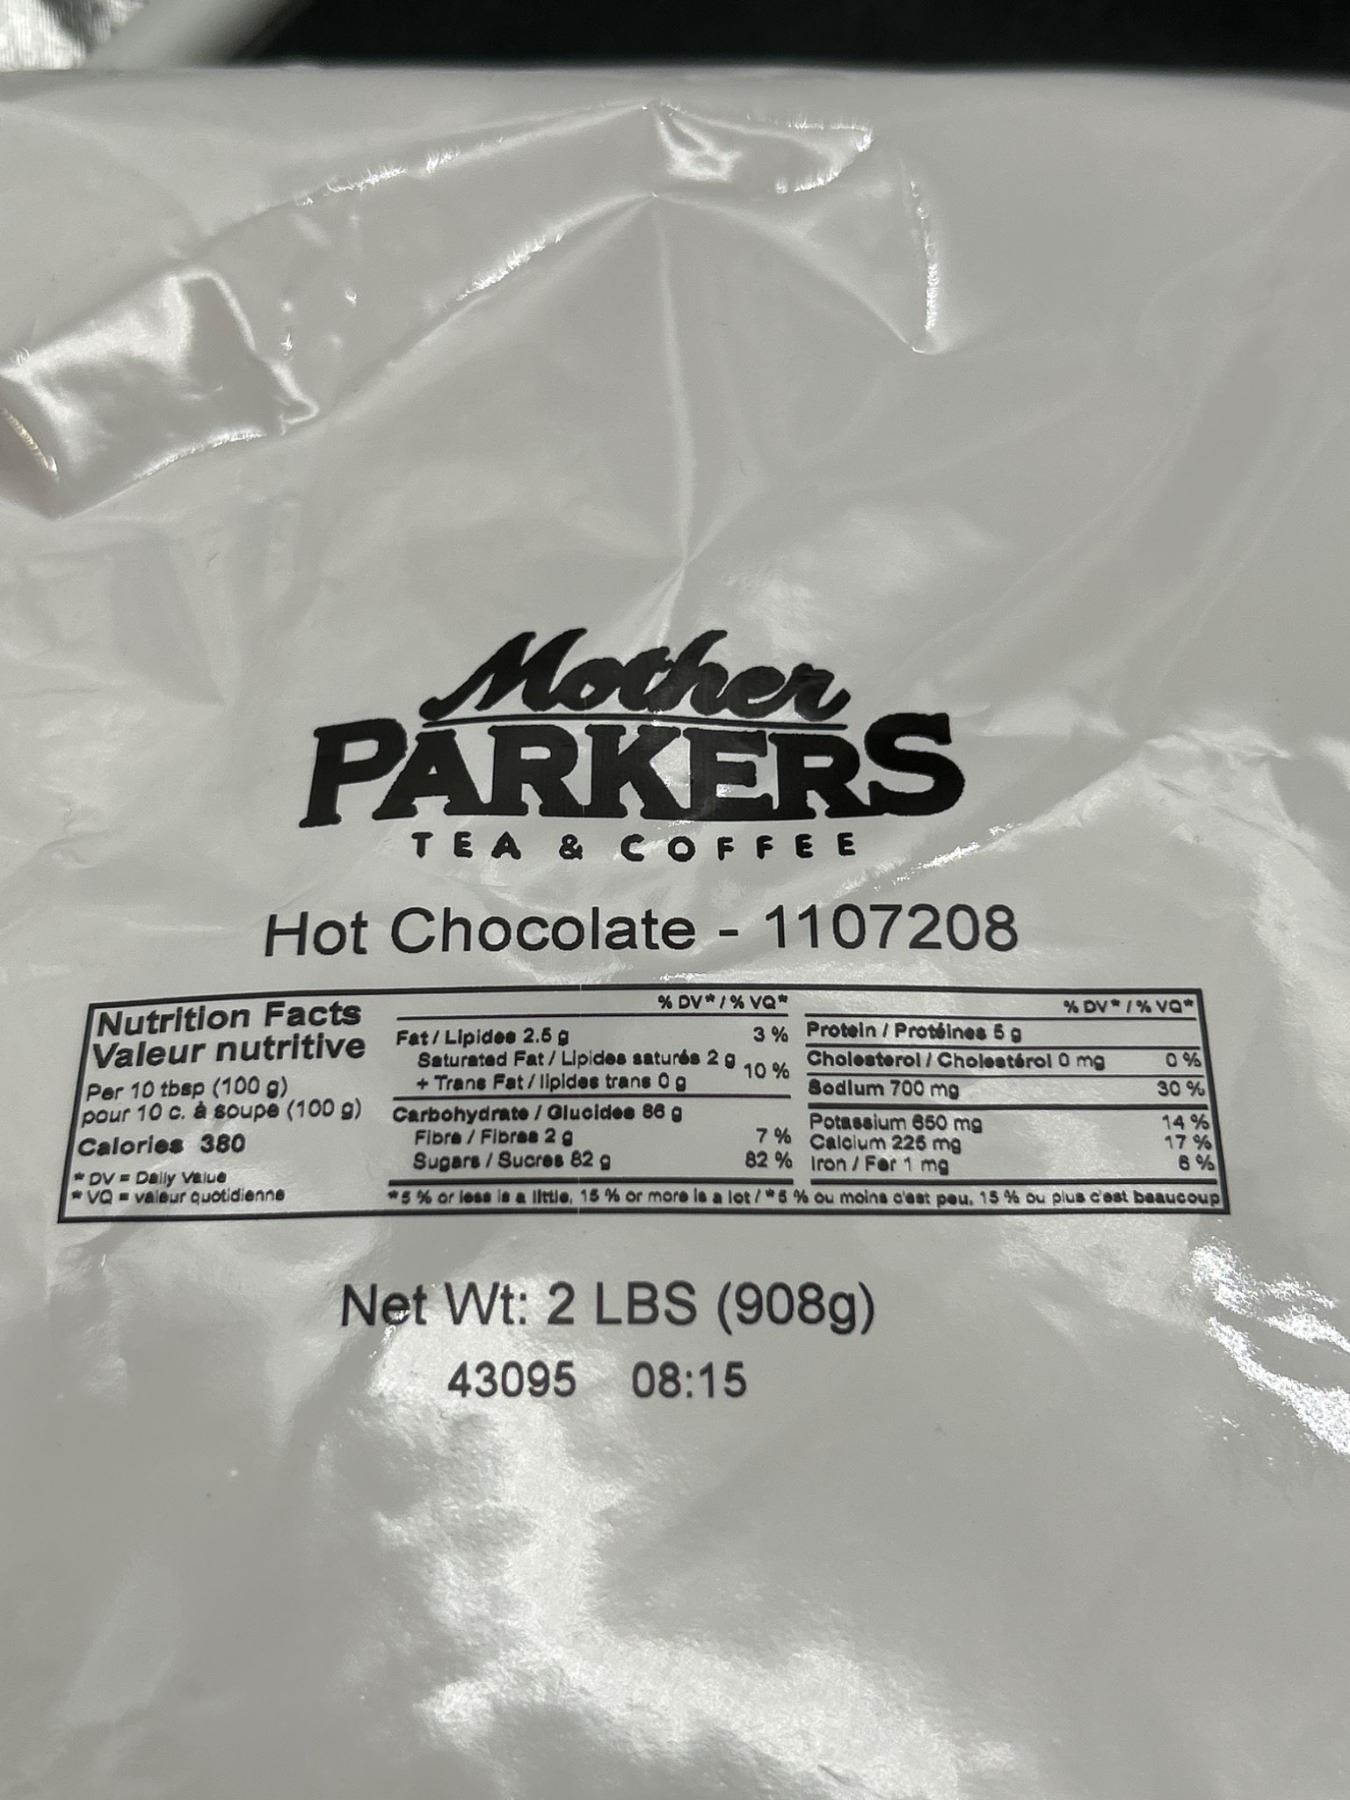 Mother
PARKERS
TEA & COFFEE
Hot Chocolate - 1107208
Nutrition Facts
Valeur nutritive
Per 10 tbsp (100 g)
pour 10 c. à soupe (100 g)
Calories 380
* DV = Daily Value
* VQ = valeur quotidienne
% DV* / % VQ*
Fat / Lipides 2.5 g 3 %
Saturated Fat / Lipides saturés 2 g
+ Trans Fat / lipides trans 0 g 10 %
Carbohydrate / Glucides 86 g
Fibre / Fibres 2 g 7 %
Sugars / Sucres 82 g 82 %
% DV* / % VQ*
Protein / Protéines 5 g
Cholesterol / Cholestérol 0 mg 0 %
Sodium 700 mg 30 %
Potassium 650 mg 14 %
Calcium 225 mg 17 %
Iron / Fer 1 mg 6 %
*5 % or less is a little, 15 % or more is a lot / *5 % ou moins c'est peu, 15 % ou plus c'est beaucoup
Net Wt: 2 LBS (908g)
43095 08:15